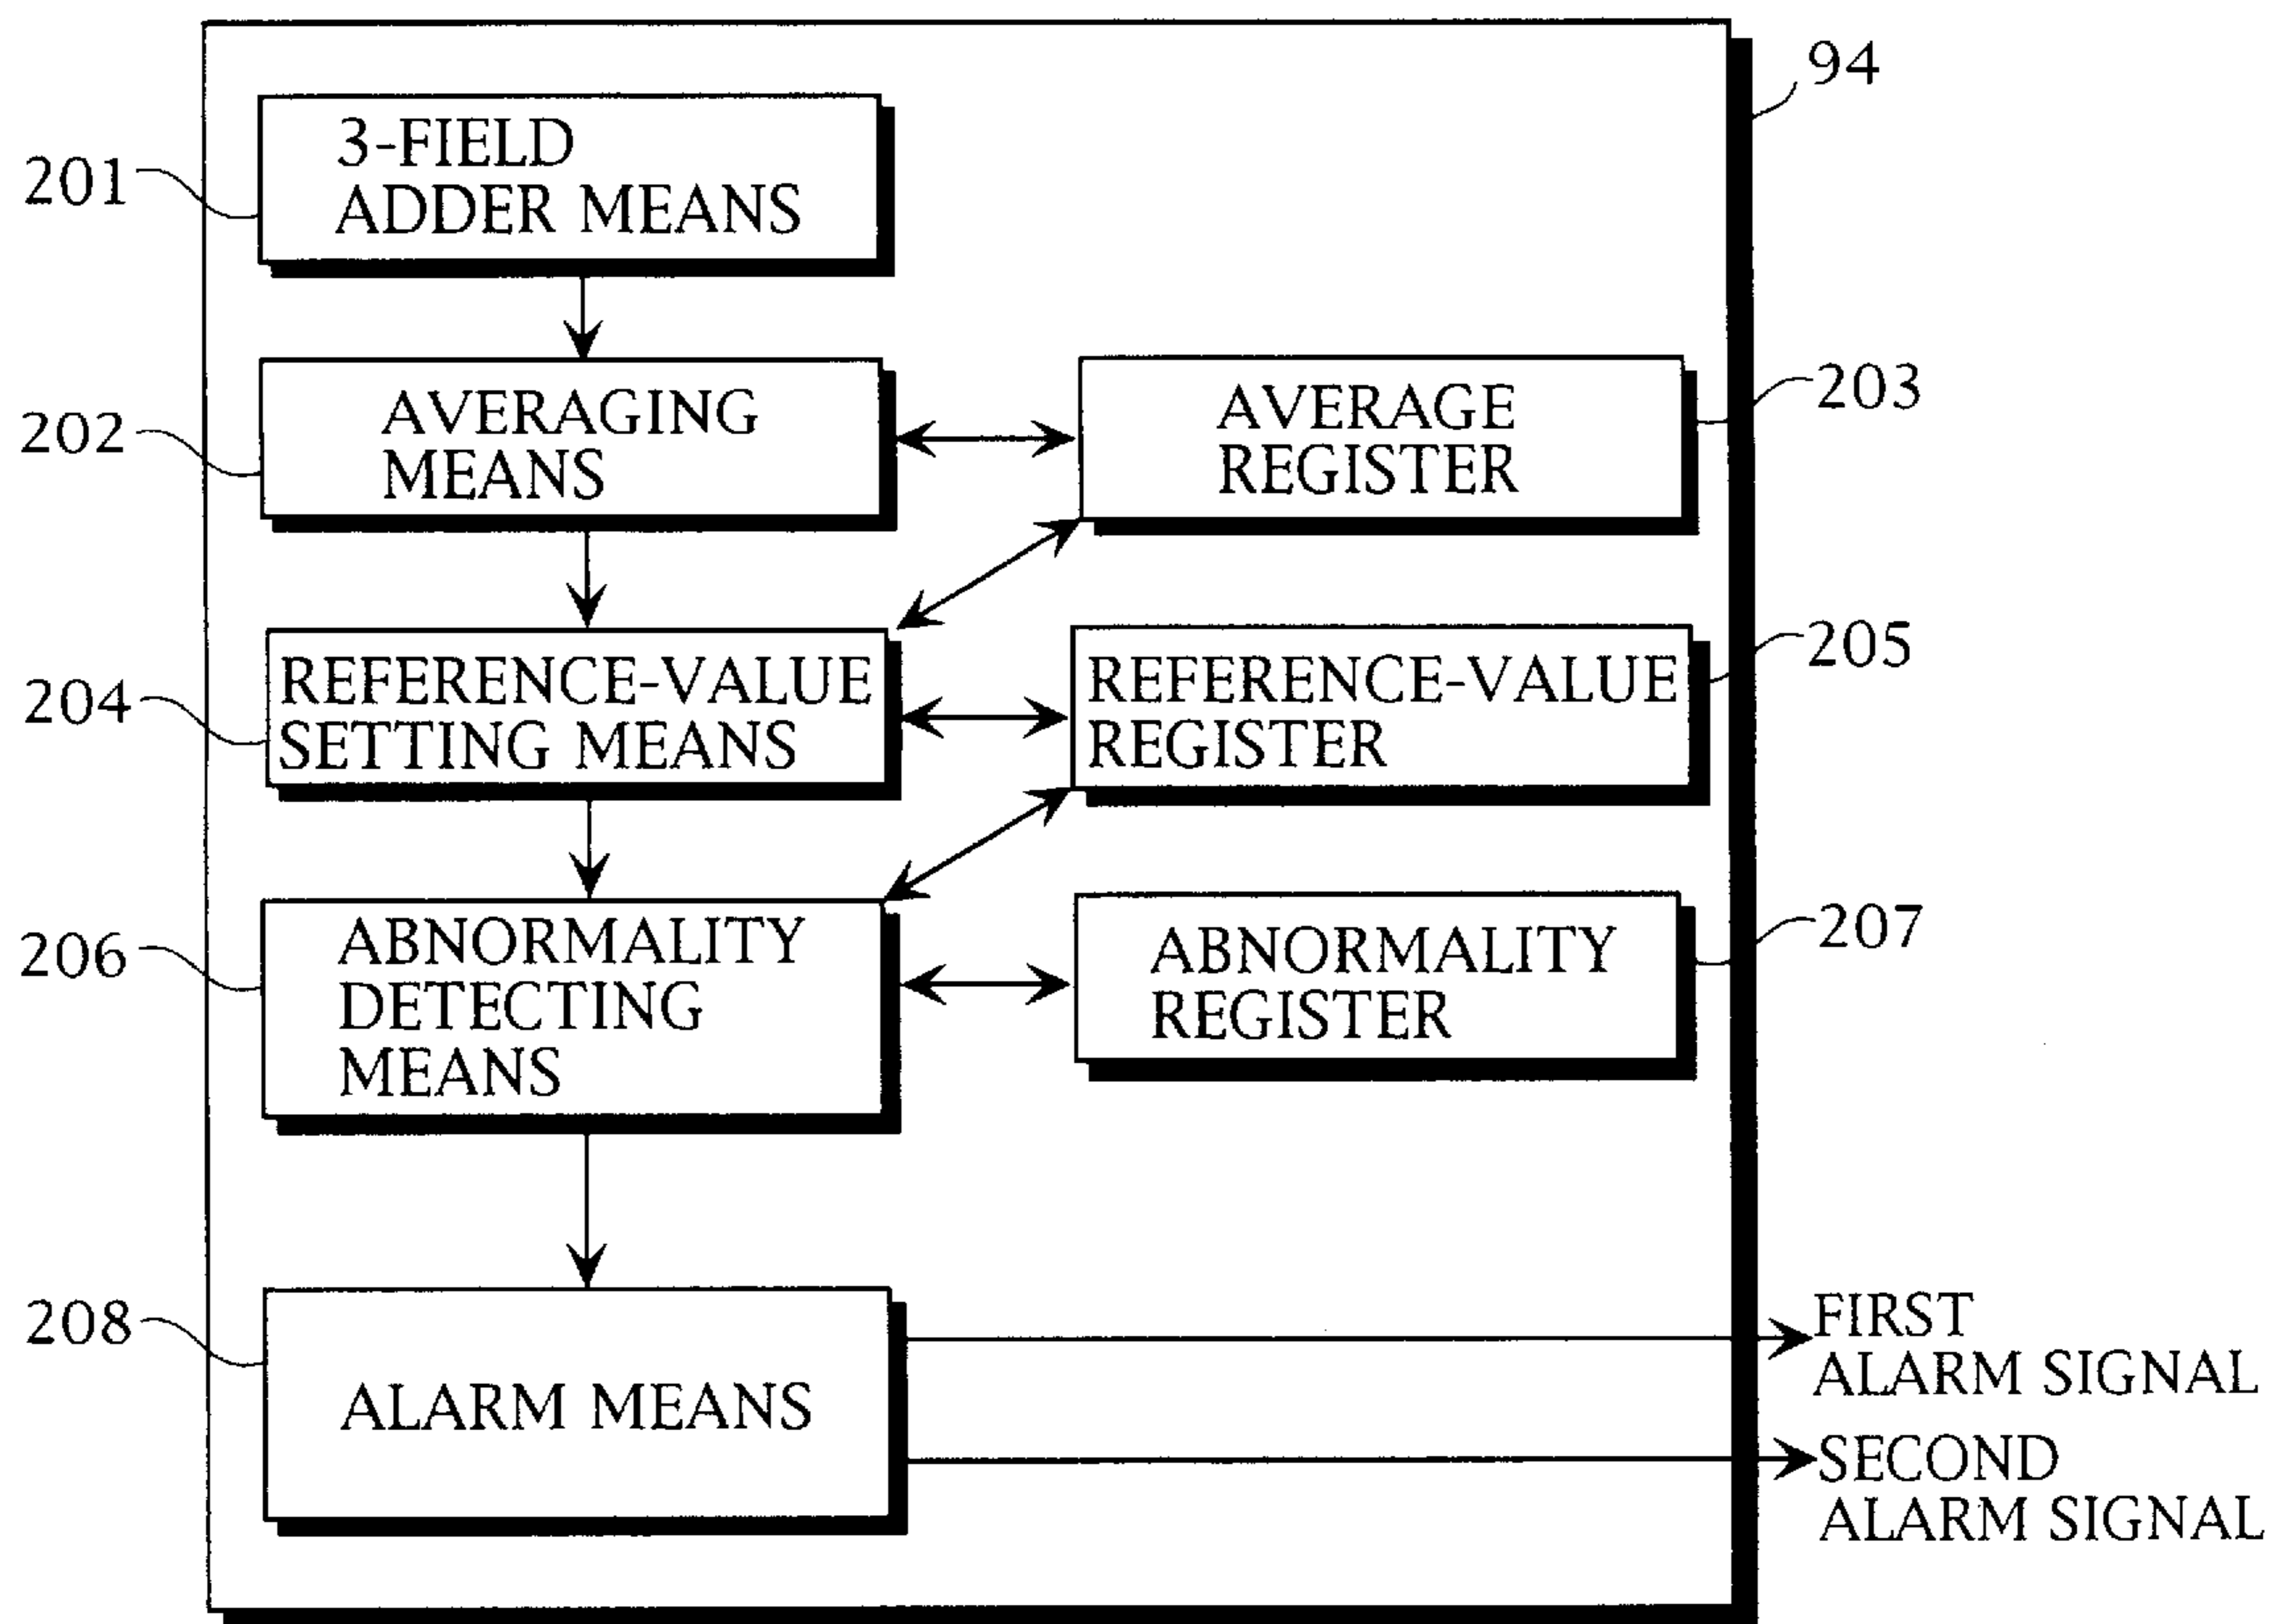 94
3-FIELD
ADDER MEANS
201
AVERAGING
MEANS
202
AVERAGE
REGISTER
203
REFERENCE-VALUE
SETTING MEANS
204
REFERENCE-VALUE
REGISTER
205
ABNORMALITY
DETECTING
MEANS
206
ABNORMALITY
REGISTER
207
208
ALARM MEANS
FIRST
ALARM SIGNAL
SECOND
ALARM SIGNAL